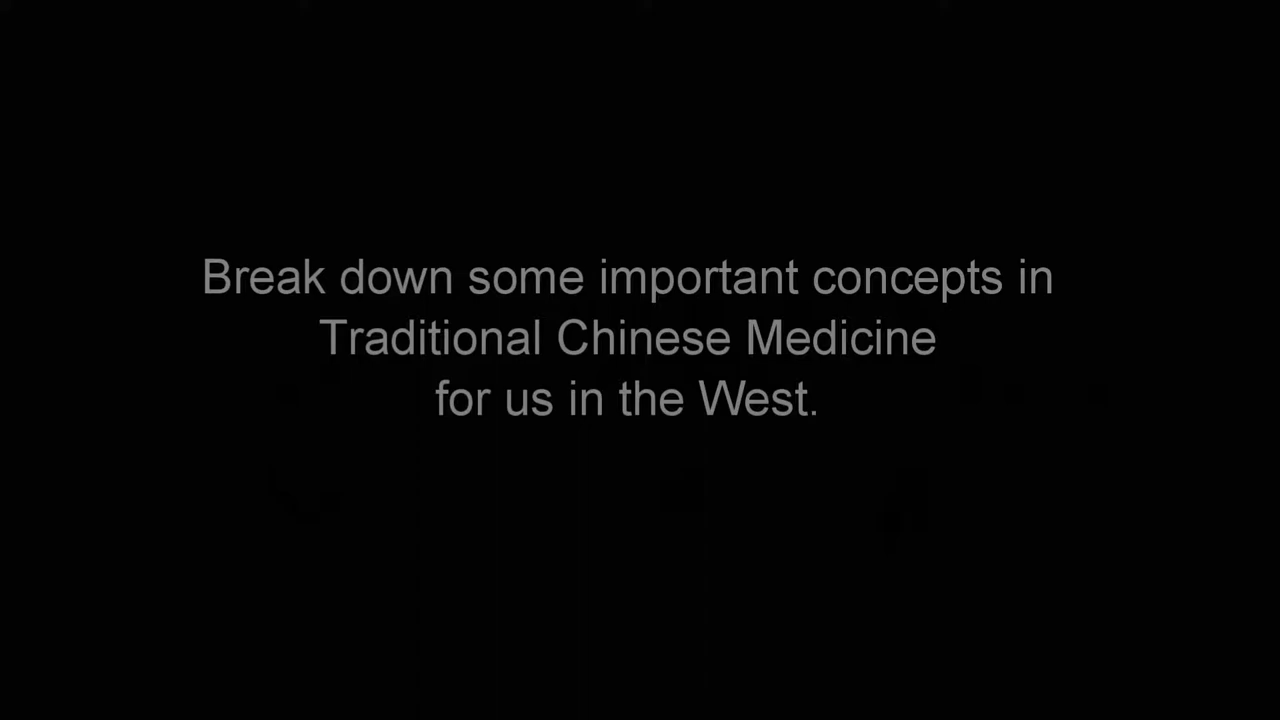 Break down some important concepts in
Traditional Chinese Medicine
for us in the West.